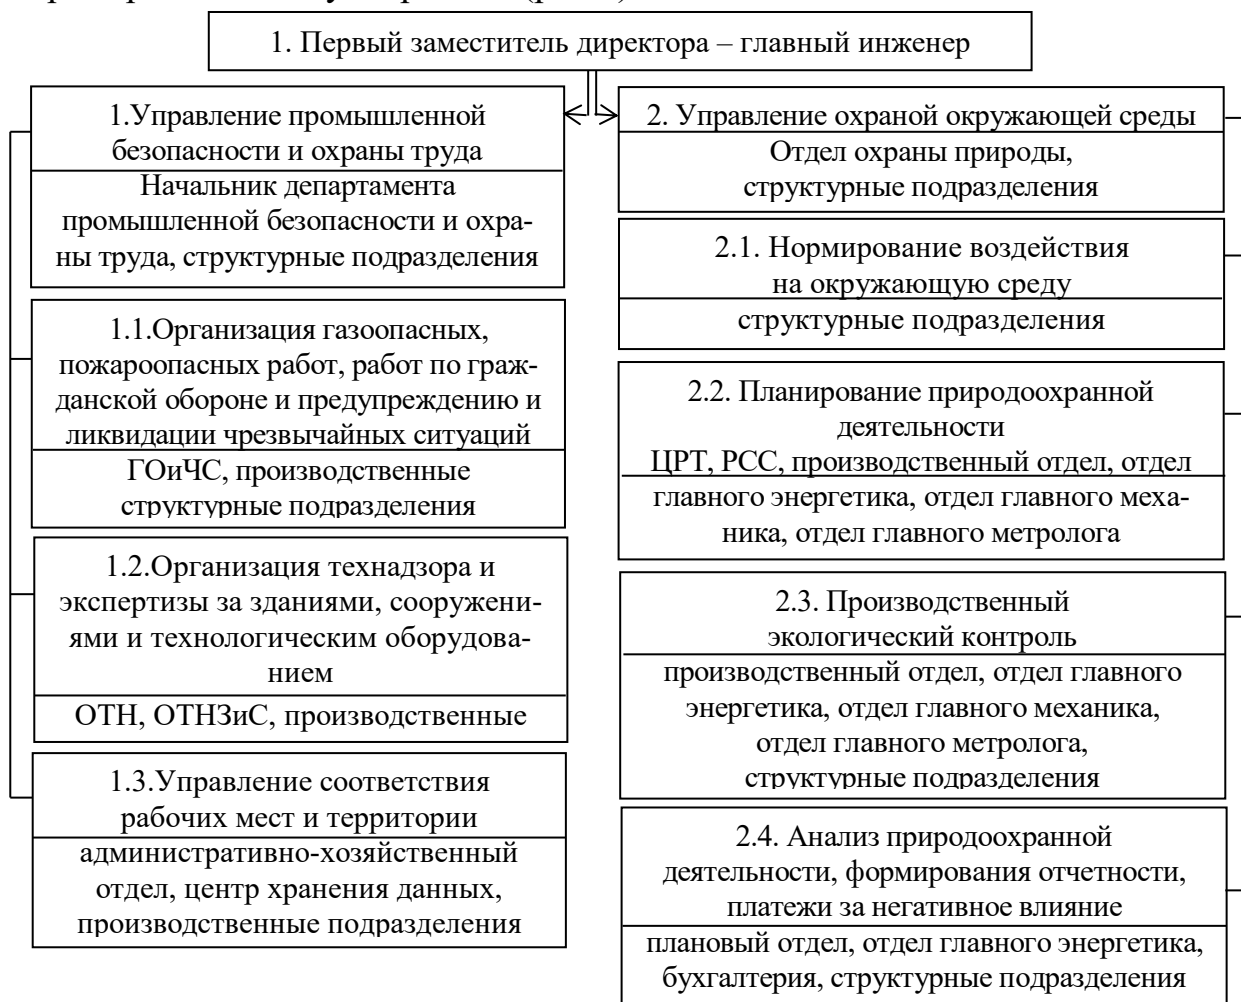 1. Первый заместитель директора – главный инженер
1.Управление промышленной
безопасности и охраны труда
Начальник департамента
промышленной безопасности и охра-
ны труда, структурные подразделения
1.1.Организация газоопасных,
пожароопасных работ, работ по граж-
данской обороне и предупреждению и
ликвидации чрезвычайных ситуаций
ГОиЧС, производственные
структурные подразделения
1.2.Организация технадзора и
экспертизы за зданиями, сооружени-
ями и технологическим оборудова-
нием
ОТН, ОТНЗиС, производственные
1.3.Управление соответствия
рабочих мест и территории
административно-хозяйственный
отдел, центр хранения данных,
производственные подразделения
2. Управление охраной окружающей среды
Отдел охраны природы,
структурные подразделения
2.1. Нормирование воздействия
на окружающую среду
структурные подразделения
2.2. Планирование природоохранной
деятельности
ЦРТ, РСС, производственный отдел, отдел
главного энергетика, отдел главного меха-
ника, отдел главного метролога
2.3. Производственный
экологический контроль
производственный отдел, отдел главного
энергетика, отдел главного механика,
отдел главного метролога,
структурные подразделения
2.4. Анализ природоохранной
деятельности, формирования отчетности,
платежи за негативное влияние
плановый отдел, отдел главного энергетика,
бухгалтерия, структурные подразделения